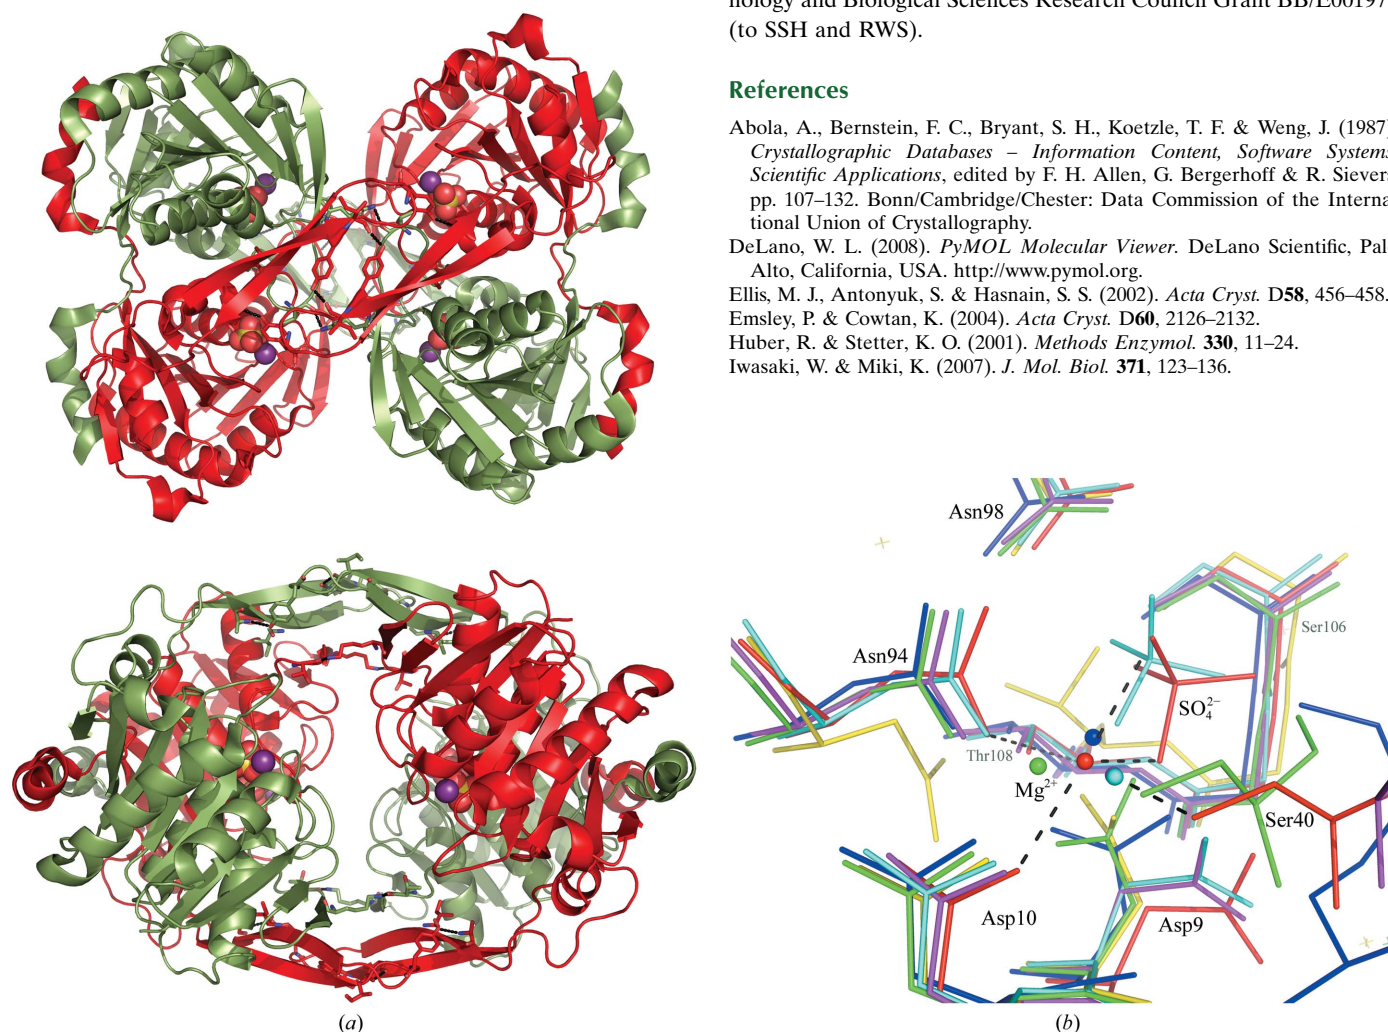 nology and Biological Sciences Research Council Grant BB/E00197
(to SSH and RWS).
References
Abola, A., Bernstein, F. C., Bryant, S. H., Koetzle, T. F. & Weng, J. (1987)
Crystallographic Databases – Information Content, Software Systems
Scientific Applications, edited by F. H. Allen, G. Bergerhoff & R. Sievers
pp. 107–132. Bonn/Cambridge/Chester: Data Commission of the Interna-
tional Union of Crystallography.
DeLano, W. L. (2008). PyMOL Molecular Viewer. DeLano Scientific, Pal
Alto, California, USA. http://www.pymol.org.
Ellis, M. J., Antonyuk, S. & Hasnain, S. S. (2002). Acta Cryst. D58, 456–458.
Emsley, P. & Cowtan, K. (2004). Acta Cryst. D60, 2126–2132.
Huber, R. & Stetter, K. O. (2001). Methods Enzymol. 330, 11–24.
Iwasaki, W. & Miki, K. (2007). J. Mol. Biol. 371, 123–136.
Asn98
Ser106
Asn94
SO₄²⁻
Thr108
Mg²⁺
Ser40
Asp10
Asp9
(a)
(b)